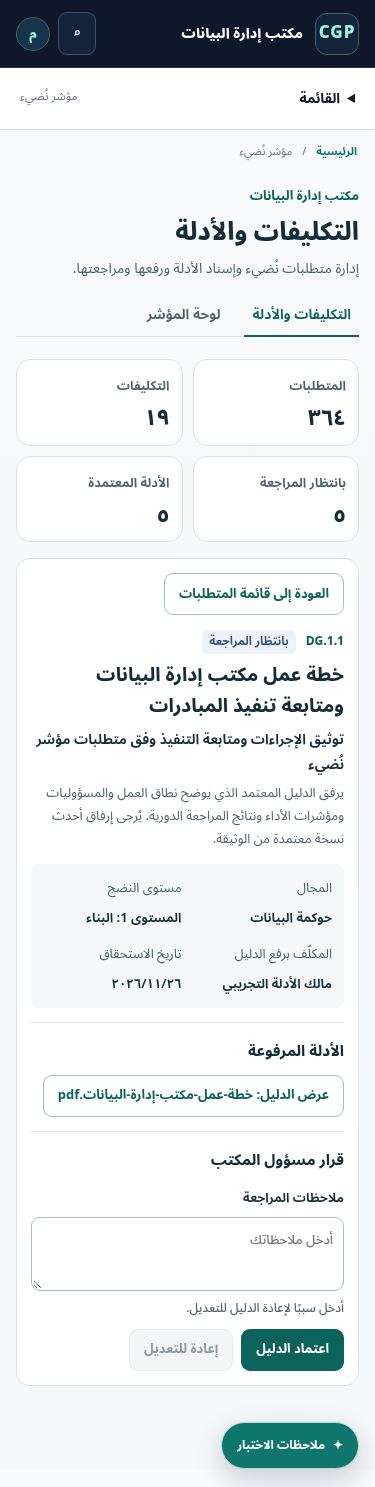 CGP
مكتب إدارة البيانات
م
◀ القائمة
مؤشر نُضيء
الرئيسية / مؤشر نُضيء
مكتب إدارة البيانات
التكليفات والأدلة
إدارة متطلبات نُضيء وإسناد الأدلة ورفعها ومراجعتها.
التكليفات والأدلة
لوحة المؤشر
المتطلبات
٣٦٤
التكليفات
١٩
بانتظار المراجعة
٥
الأدلة المعتمدة
٥
العودة إلى قائمة المتطلبات
DG.1.1 بانتظار المراجعة
خطة عمل مكتب إدارة البيانات
ومتابعة تنفيذ المبادرات
توثيق الإجراءات ومتابعة التنفيذ وفق متطلبات مؤشر
نُضيء
يرفق الدليل المعتمد الذي يوضح نطاق العمل والمسؤوليات
ومؤشرات الأداء ونتائج المراجعة الدورية. يُرجى إرفاق أحدث
نسخة معتمدة من الوثيقة.
المجال
حوكمة البيانات
مستوى النضج
المستوى 1: البناء
المكلّف برفع الدليل
مالك الأدلة التجريبي
تاريخ الاستحقاق
٢٠٢٦/١١/٢٦
الأدلة المرفوعة
عرض الدليل: خطة-عمل-مكتب-إدارة-البيانات.pdf
قرار مسؤول المكتب
ملاحظات المراجعة
أدخل ملاحظاتك
أدخل سببًا لإعادة الدليل للتعديل.
اعتماد الدليل
إعادة للتعديل
✦ ملاحظات الاختبار